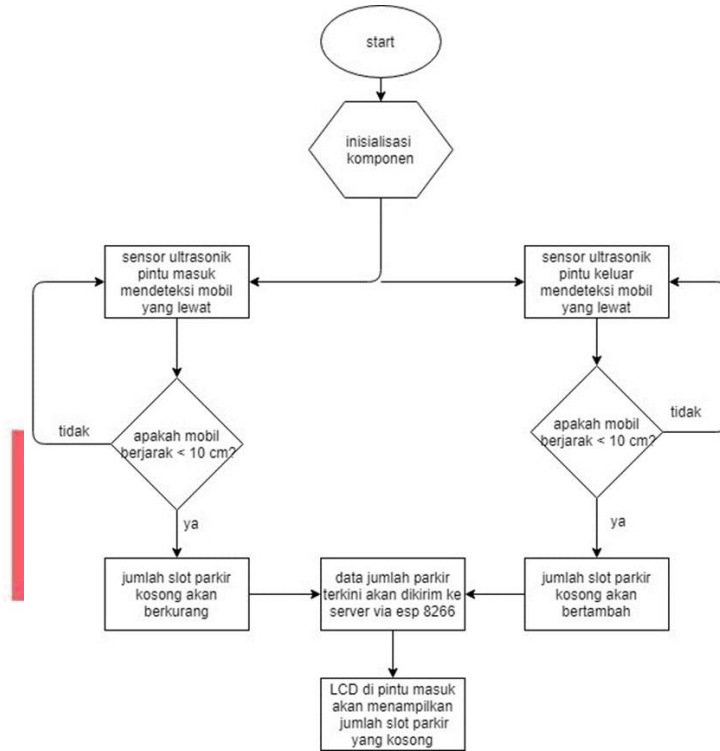 start
inisialisasi
komponen
sensor ultrasonik
pintu masuk
mendeteksi mobil
yang lewat
sensor ultrasonik
pintu keluar
mendeteksi mobil
yang lewat
tidak
apakah mobil
berjarak < 10 cm?
tidak
apakah mobil
berjarak < 10 cm?
ya
ya
jumlah slot parkir
kosong akan
berkurang
data jumlah parkir
terkini akan dikirim ke
server via esp 8266
jumlah slot parkir
kosong akan
bertambah
LCD di pintu masuk
akan menampilkan
jumlah slot parkir
yang kosong